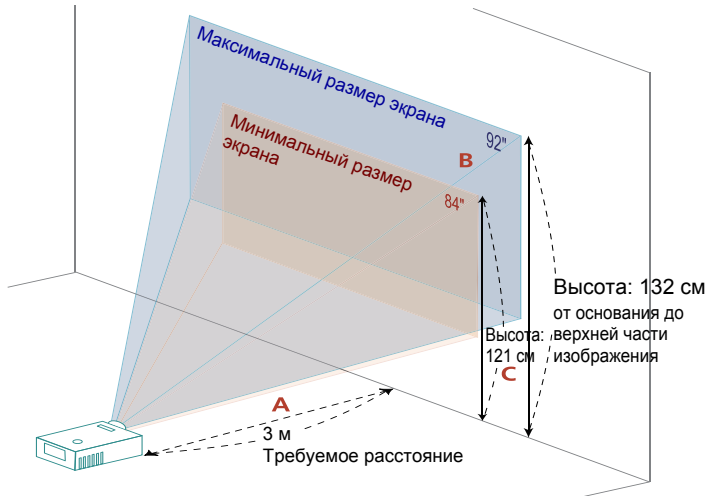 Максимальный размер экрана
92"
B
Минимальный размер
экрана
84"
Высота: 132 см
от основания до
верхней части
изображения
Высота:
121 см
C
A
3 м
Требуемое расстояние